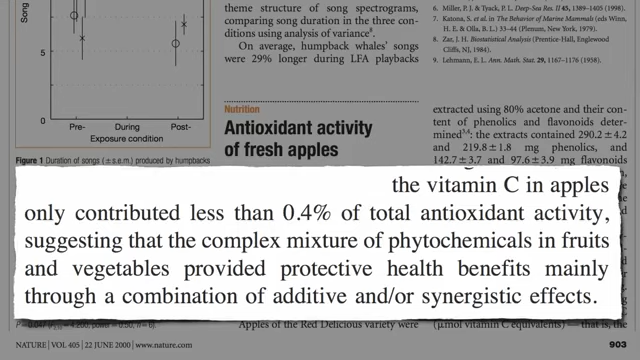 Song
5
0
Pre-
During
Post-
Exposure condition
Figure 1 Duration of songs (± s.e.m.) produced by humpbacks
theme structure of song spectrograms,
comparing song duration in the three con-
ditions using analysis of variance⁸.
On average, humpback whales' songs
were 29% longer during LFA playbacks
Nutrition
Antioxidant activity
of fresh apples
6. Miller, P. J. & Tyack, P. L. Deep-Sea Res. II 45, 1389–1405 (1998).
7. Katona, S. et al. in The Behavior of Marine Mammals (eds Winn,
H. E. & Olla, B. L.) 33–44 (Plenum, New York, 1979).
8. Zar, J. H. Biostatistical Analysis (Prentice-Hall, Englewood
Cliffs, NJ, 1984).
9. Lehmann, E. L. Ann. Math. Stat. 29, 1167–1176 (1958).
extracted using 80% acetone and their con-
tent of phenolics and flavonoids deter-
mined³,⁴: the extracts contained 290.2 ± 4.2
and 219.8 ± 1.8 mg phenolics, and
142.7 ± 3.7 and 97.6 ± 3.9 mg flavonoids
the vitamin C in apples
only contributed less than 0.4% of total antioxidant activity,
suggesting that the complex mixture of phytochemicals in fruits
and vegetables provided protective health benefits mainly
through a combination of additive and/or synergistic effects.
Apples of the Red Delicious variety were
(μmol vitamin C equivalents) — that is, the
NATURE | VOL 405 | 22 JUNE 2000 | www.nature.com
903